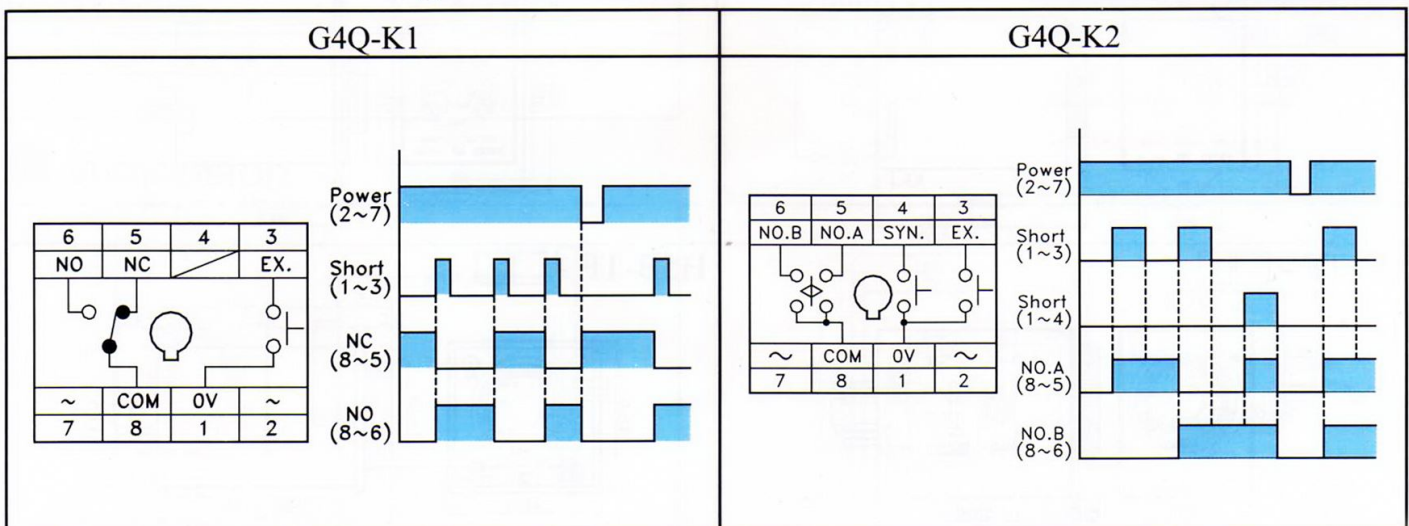 G4Q-K1
6 5 4 3
NO NC EX.
~ COM 0V ~
7 8 1 2
Power
(2~7)
Short
(1~3)
NC
(8~5)
NO
(8~6)
G4Q-K2
6 5 4 3
NO.B NO.A SYN. EX.
~ COM 0V ~
7 8 1 2
Power
(2~7)
Short
(1~3)
Short
(1~4)
NO.A
(8~5)
NO.B
(8~6)